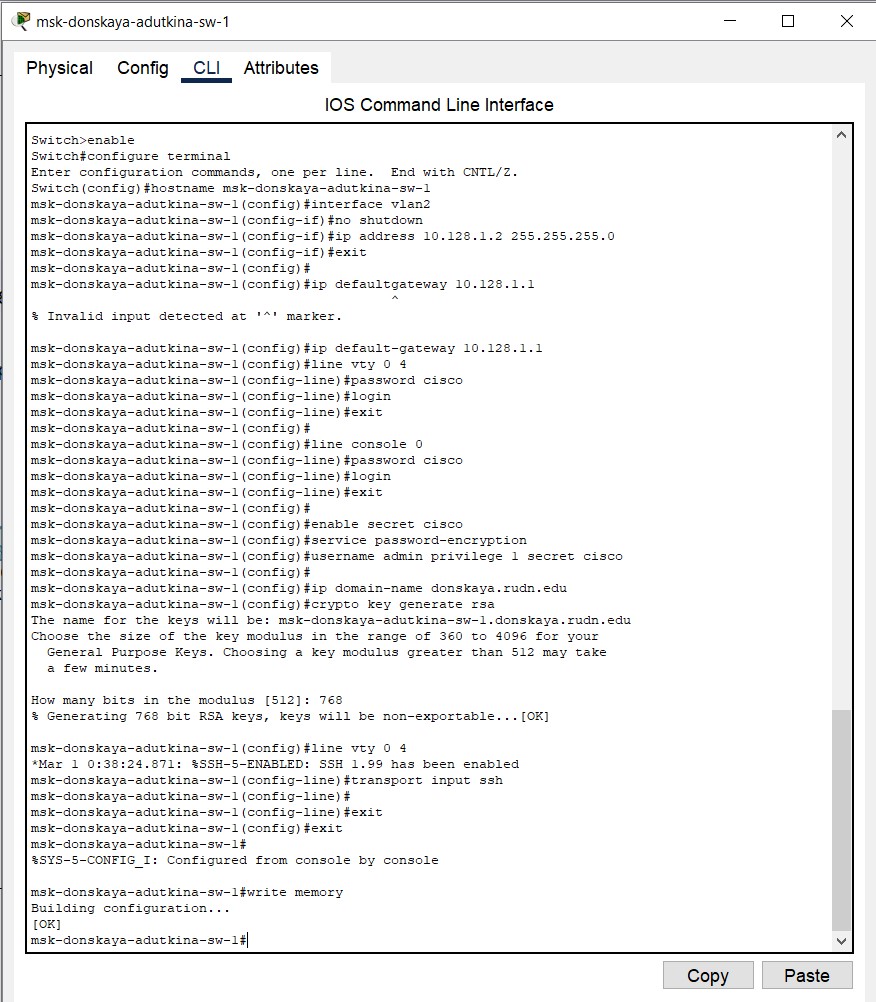 msk-donskaya-adutkina-sw-1
Physical Config CLI Attributes
IOS Command Line Interface
Switch>enable
Switch#configure terminal
Enter configuration commands, one per line.  End with CNTL/Z.
Switch(config)#hostname msk-donskaya-adutkina-sw-1
msk-donskaya-adutkina-sw-1(config)#interface vlan2
msk-donskaya-adutkina-sw-1(config-if)#no shutdown
msk-donskaya-adutkina-sw-1(config-if)#ip address 10.128.1.2 255.255.255.0
msk-donskaya-adutkina-sw-1(config-if)#exit
msk-donskaya-adutkina-sw-1(config)#
msk-donskaya-adutkina-sw-1(config)#ip defaultgateway 10.128.1.1
^
% Invalid input detected at '^' marker.
msk-donskaya-adutkina-sw-1(config)#ip default-gateway 10.128.1.1
msk-donskaya-adutkina-sw-1(config)#line vty 0 4
msk-donskaya-adutkina-sw-1(config-line)#password cisco
msk-donskaya-adutkina-sw-1(config-line)#login
msk-donskaya-adutkina-sw-1(config-line)#exit
msk-donskaya-adutkina-sw-1(config)#
msk-donskaya-adutkina-sw-1(config)#line console 0
msk-donskaya-adutkina-sw-1(config-line)#password cisco
msk-donskaya-adutkina-sw-1(config-line)#login
msk-donskaya-adutkina-sw-1(config-line)#exit
msk-donskaya-adutkina-sw-1(config)#
msk-donskaya-adutkina-sw-1(config)#enable secret cisco
msk-donskaya-adutkina-sw-1(config)#service password-encryption
msk-donskaya-adutkina-sw-1(config)#username admin privilege 1 secret cisco
msk-donskaya-adutkina-sw-1(config)#
msk-donskaya-adutkina-sw-1(config)#ip domain-name donskaya.rudn.edu
msk-donskaya-adutkina-sw-1(config)#crypto key generate rsa
The name for the keys will be: msk-donskaya-adutkina-sw-1.donskaya.rudn.edu
Choose the size of the key modulus in the range of 360 to 4096 for your
General Purpose Keys. Choosing a key modulus greater than 512 may take
a few minutes.
How many bits in the modulus [512]: 768
% Generating 768 bit RSA keys, keys will be non-exportable...[OK]
msk-donskaya-adutkina-sw-1(config)#line vty 0 4
*Mar 1 0:38:24.871: %SSH-5-ENABLED: SSH 1.99 has been enabled
msk-donskaya-adutkina-sw-1(config-line)#transport input ssh
msk-donskaya-adutkina-sw-1(config-line)#
msk-donskaya-adutkina-sw-1(config-line)#exit
msk-donskaya-adutkina-sw-1(config)#exit
msk-donskaya-adutkina-sw-1#
%SYS-5-CONFIG_I: Configured from console by console
msk-donskaya-adutkina-sw-1#write memory
Building configuration...
[OK]
msk-donskaya-adutkina-sw-1#
Copy Paste